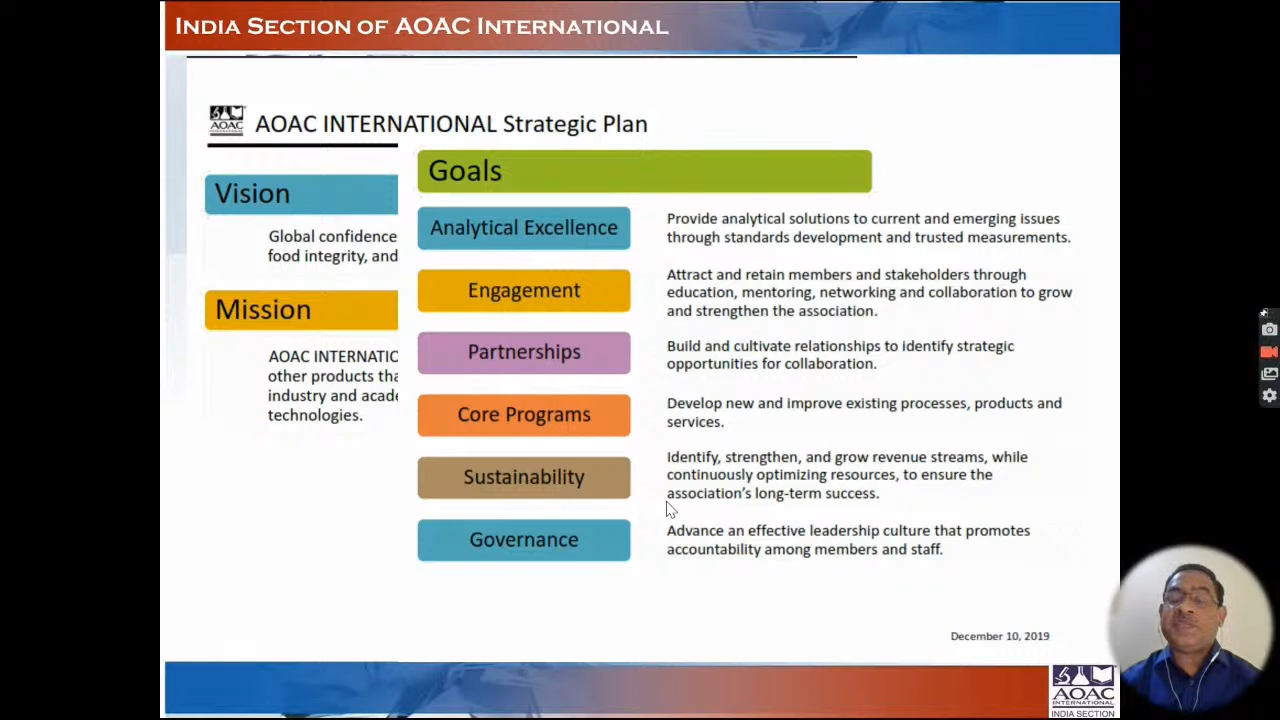 INDIA SECTION OF AOAC INTERNATIONAL
AOAC
INTERNATIONAL
AOAC INTERNATIONAL Strategic Plan
Vision
Global confidence
food integrity, and
Mission
AOAC INTERNATIO
other products tha
industry and acade
technologies.
Goals
Analytical Excellence
Provide analytical solutions to current and emerging issues
through standards development and trusted measurements.
Engagement
Attract and retain members and stakeholders through
education, mentoring, networking and collaboration to grow
and strengthen the association.
Partnerships
Build and cultivate relationships to identify strategic
opportunities for collaboration.
Core Programs
Develop new and improve existing processes, products and
services.
Sustainability
Identify, strengthen, and grow revenue streams, while
continuously optimizing resources, to ensure the
association's long-term success.
Governance
Advance an effective leadership culture that promotes
accountability among members and staff.
December 10, 2019
AOAC
INTERNATIONAL
INDIA SECTION